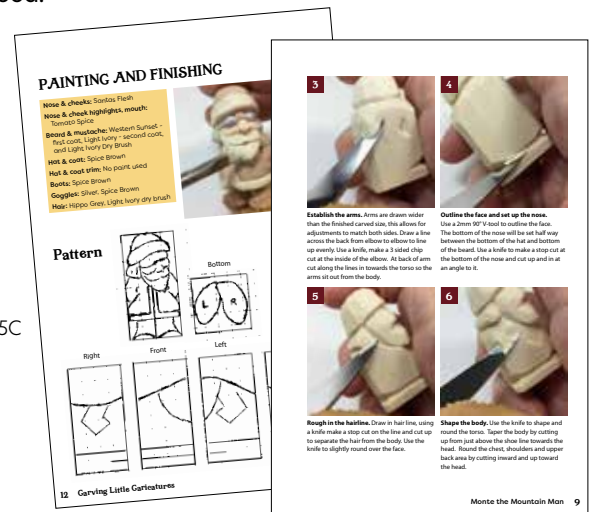 5C
PAINTING AND FINISHING
Nose & cheeks: Santas Flesh
Nose & cheek highlights, mouth:
Tomato Spice
Beard & mustache: Western Sunset -
first coat, Light Ivory - second coat,
and Light Ivory Dry Brush
Hat & coat: Spice Brown
Hat & coat trim: No paint used
Boots: Spice Brown
Goggles: Silver, Spice Brown
Hair: Hippo Grey, Light Ivory dry brush
Pattern
Bottom
L R
Right
Front
Left
12 Carving Little Caricatures
3
Establish the arms. Arms are drawn wider
than the finished carved size, this allows for
adjustments to match both sides. Draw a line
across the back from elbow to elbow to line
up evenly. Use a knife, make a 3 sided chip
cut at the inside of the elbow. At back of arm
cut along the lines in towards the torso so the
arms sit out from the body.
4
Outline the face and set up the nose.
Use a 2mm 90˚ V-tool to outline the face.
The bottom of the nose will be set half way
between the bottom of the hat and bottom
of the beard. Use a knife to make a stop cut at
the bottom of the nose and cut up and in at
an angle to it.
5
Rough in the hairline. Draw in hair line, using
a knife make a stop cut on the line and cut up
to separate the hair from the body. Use the
knife to slightly round over the face.
6
Shape the body. Use the knife to shape and
round the torso. Taper the body by cutting
up from just above the shoe line towards the
head. Round the chest, shoulders and upper
back area by cutting inward and up toward
the head.
Monte the Mountain Man 9